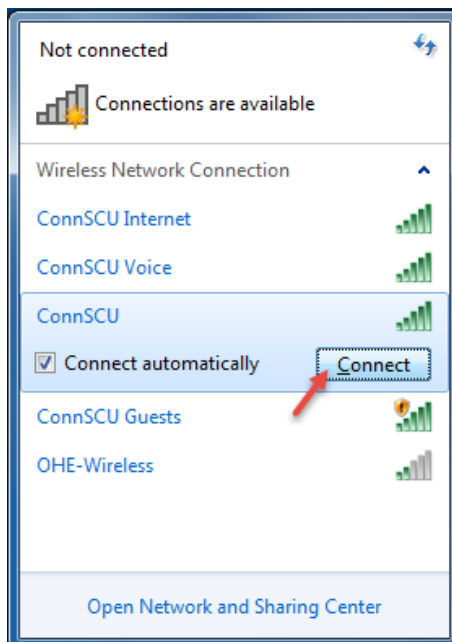 Not connected
Connections are available
Wireless Network Connection
ConnSCU Internet
ConnSCU Voice
ConnSCU
Connect automatically
Connect
ConnSCU Guests
OHE-Wireless
Open Network and Sharing Center